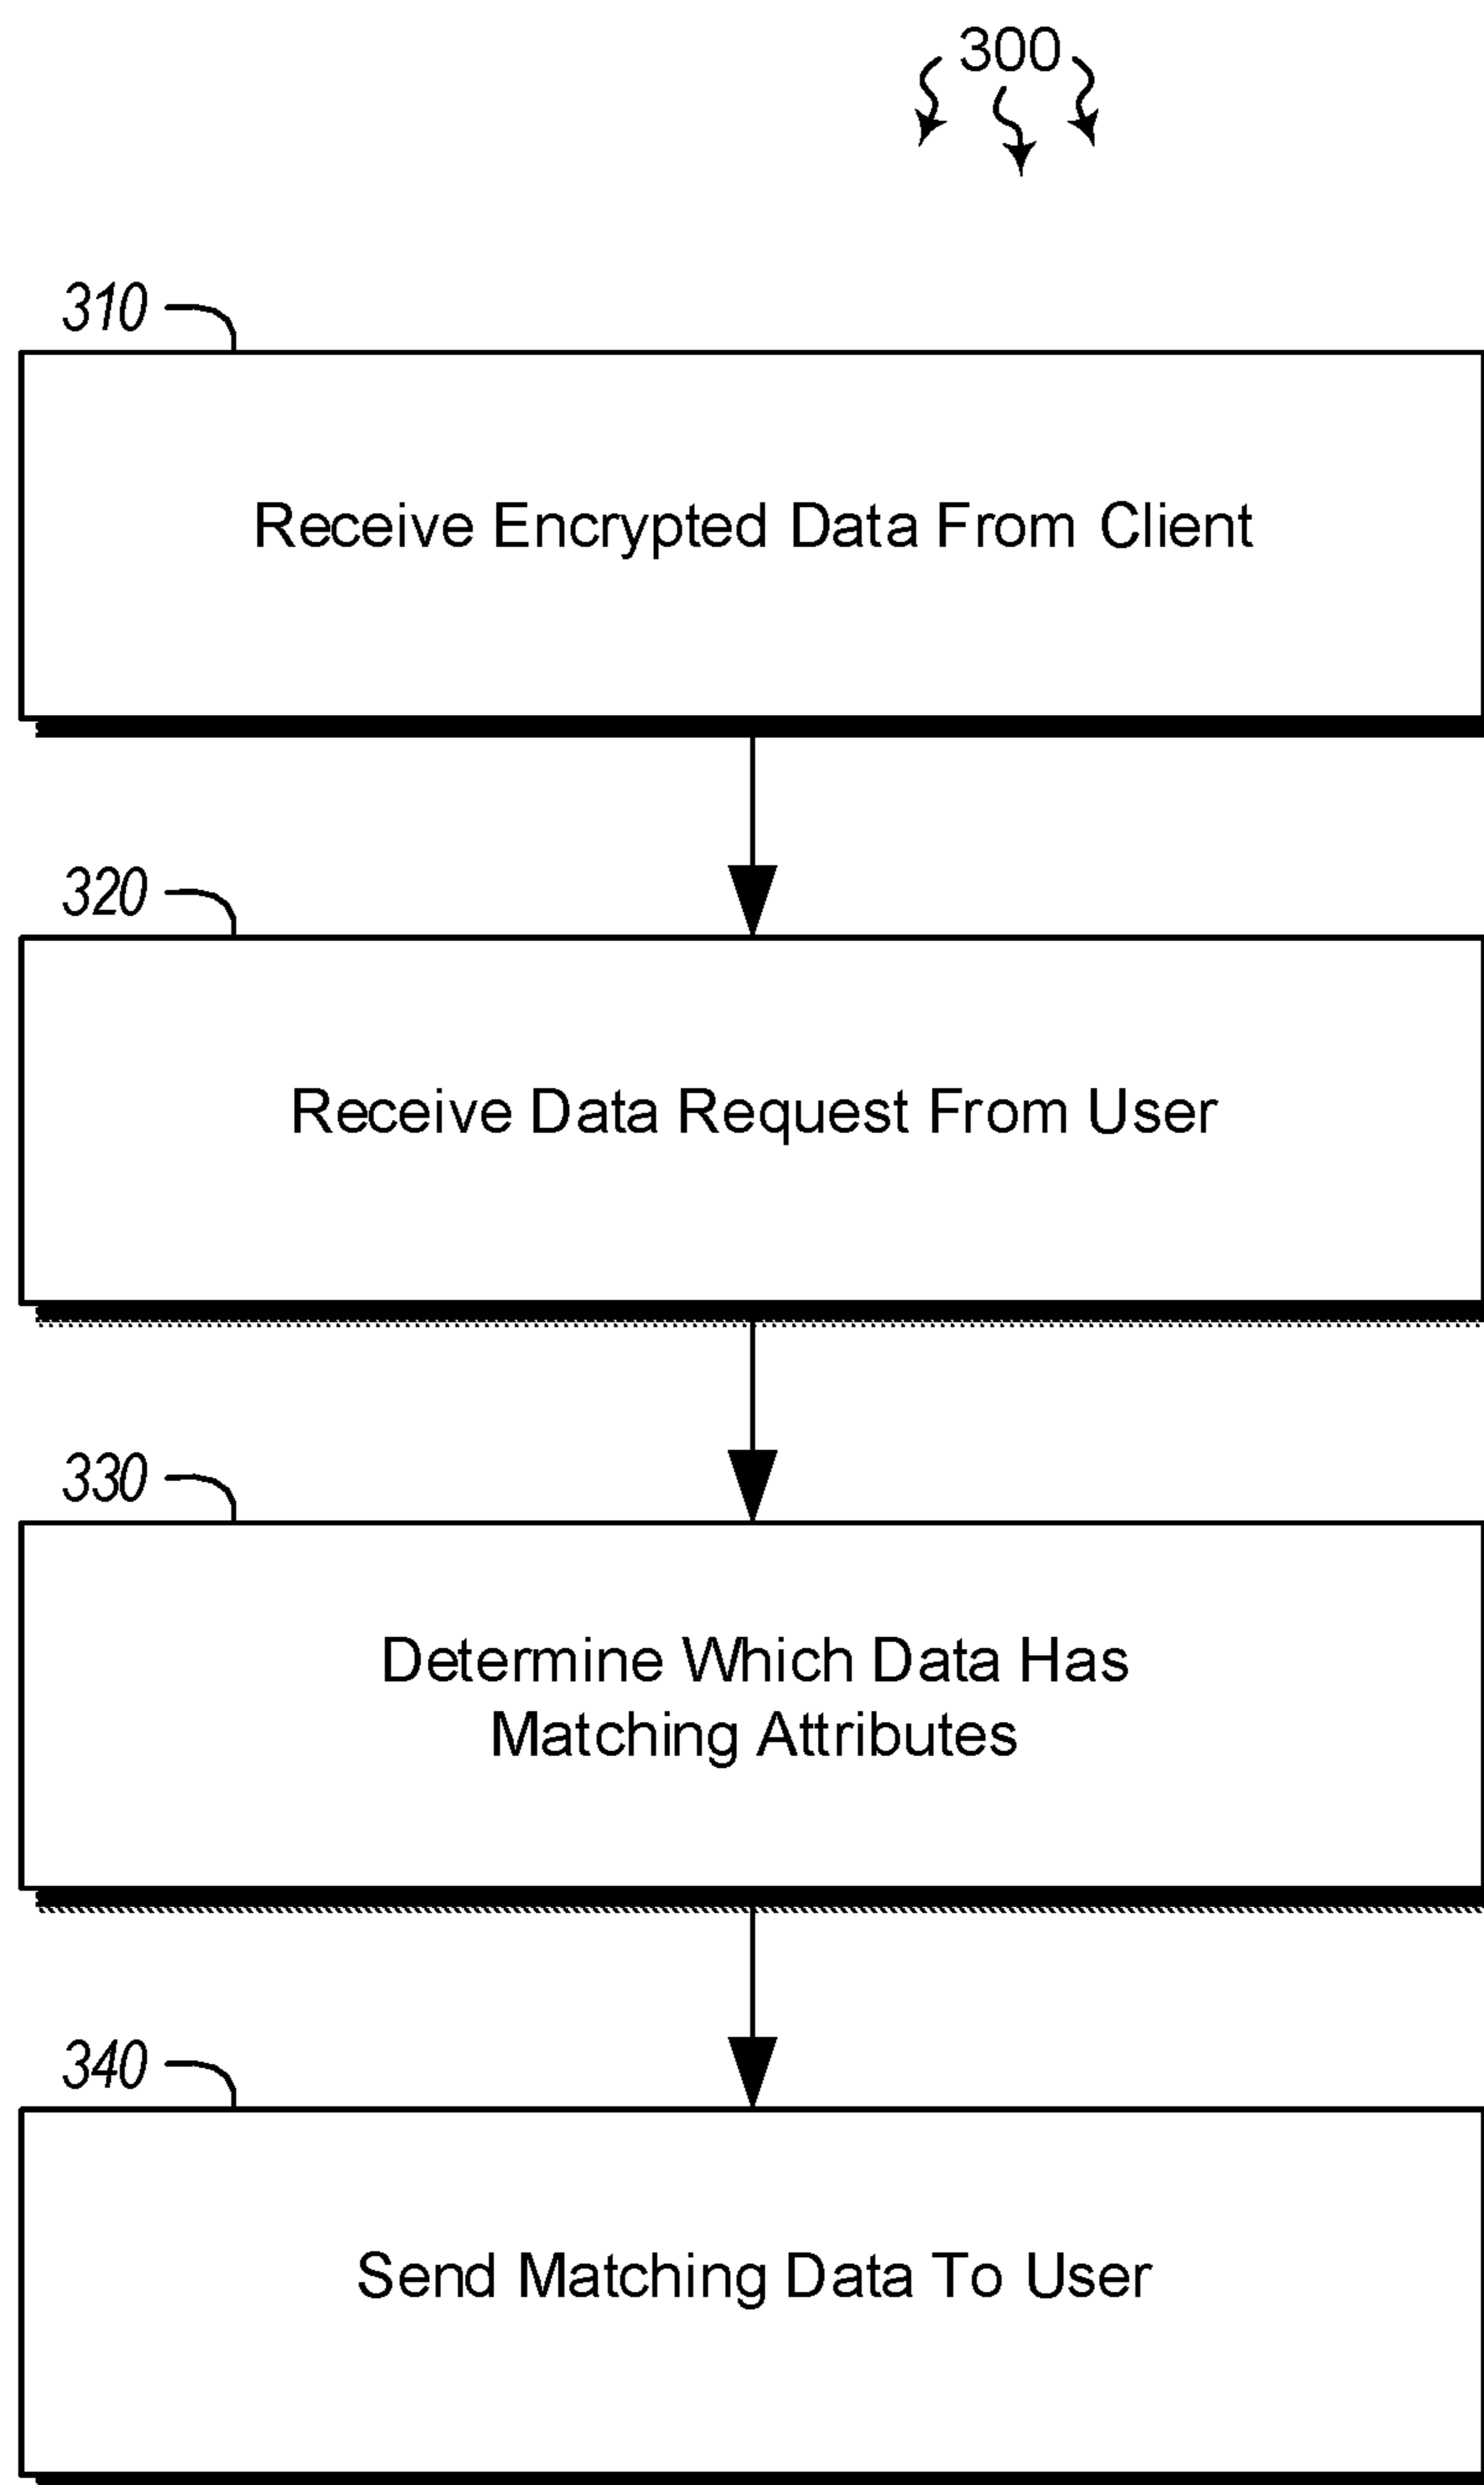 300
310
Receive Encrypted Data From Client
320
Receive Data Request From User
330
Determine Which Data Has
Matching Attributes
340
Send Matching Data To User